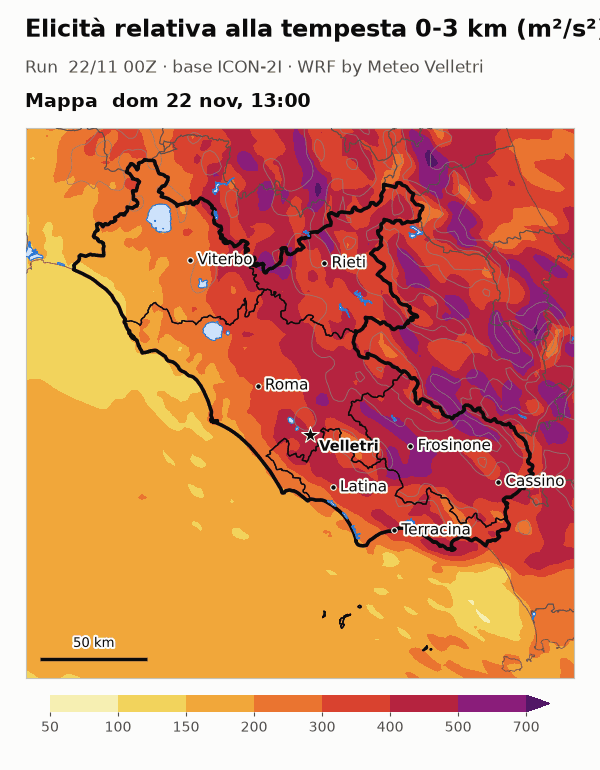 Elicità relativa alla tempesta 0-3 km (m²/s²)
Run 22/11 00Z · base ICON-2I · WRF by Meteo Velletri
Mappa dom 22 nov, 13:00
Viterbo
Rieti
Roma
Velletri
Frosinone
Cassino
Latina
Terracina
50 km
50 100 150 200 300 400 500 700